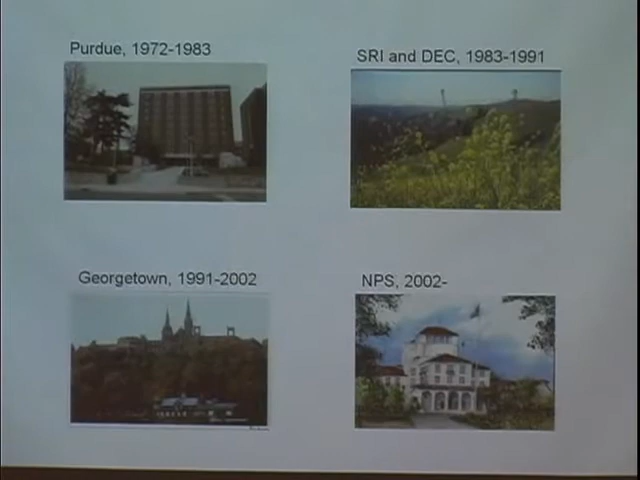 Purdue, 1972-1983
SRI and DEC, 1983-1991
Georgetown, 1991-2002
NPS, 2002-